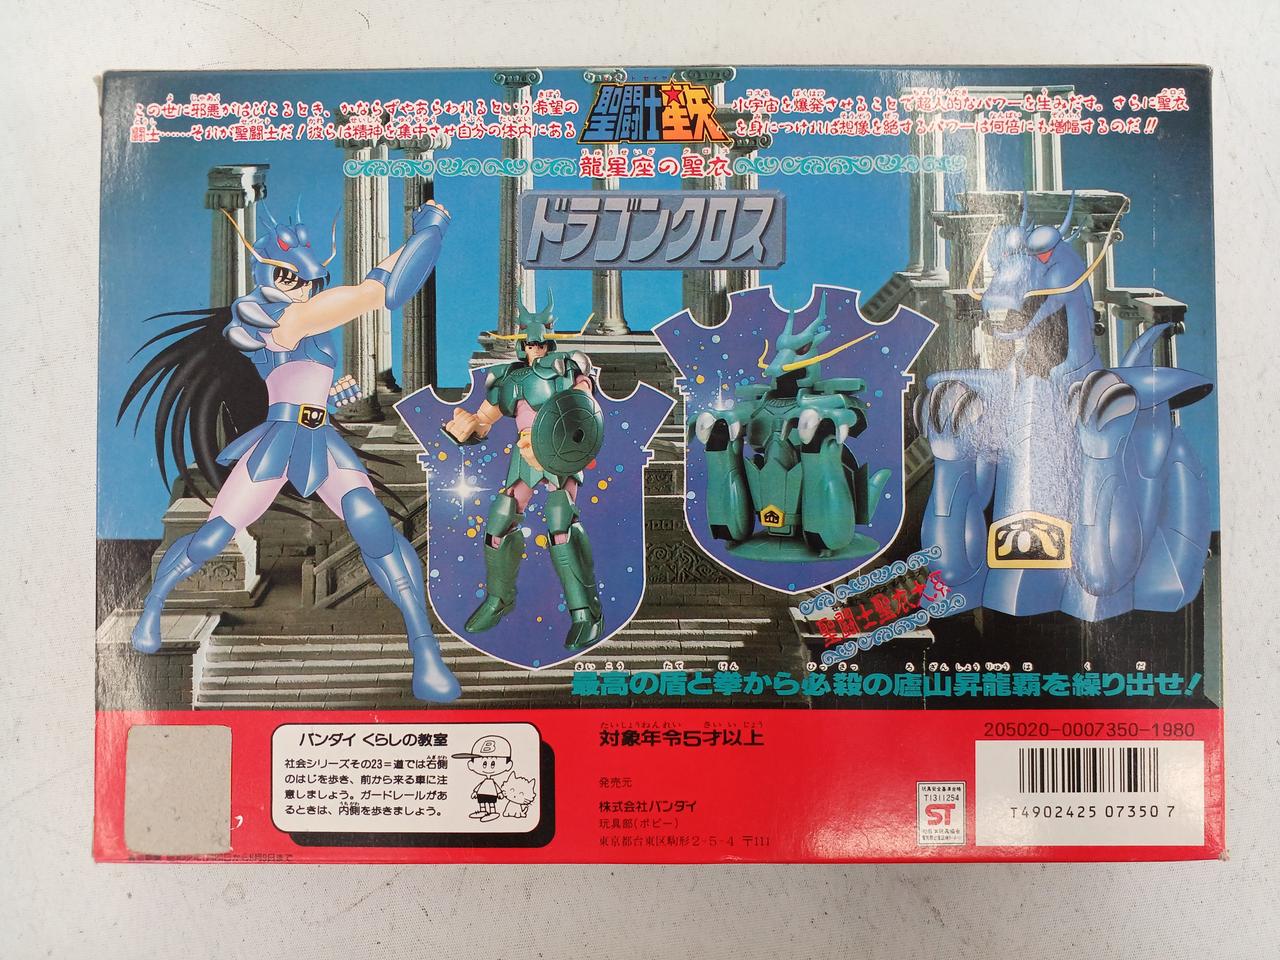 この世に邪悪がはびこるとき、かならずやあらわれるという希望の
闘士……それが聖闘士だ！彼らは精神を集中させ自分の体内にある
聖闘士星矢
小宇宙を爆発させることで超人的なパワーを生みだす。さらに聖衣
を身につければ想像を絶するパワーは何倍にも増幅するのだ!!
龍星座の聖衣
ドラゴンクロス
最高の盾と拳から必殺の廬山昇龍覇を繰り出せ！
バンダイ くらしの教室
社会シリーズその23＝道では右側
のはじを歩き、前から来る車に注
意しましょう。ガードレールがあ
るときは、内側を歩きましょう。
B
対象年令5才以上
発売元
株式会社バンダイ
玩具部(ポピー)
東京都台東区駒形2-5-4 〒111
T1311254
ST
205020-0007350-1980
T4902425 07350 7